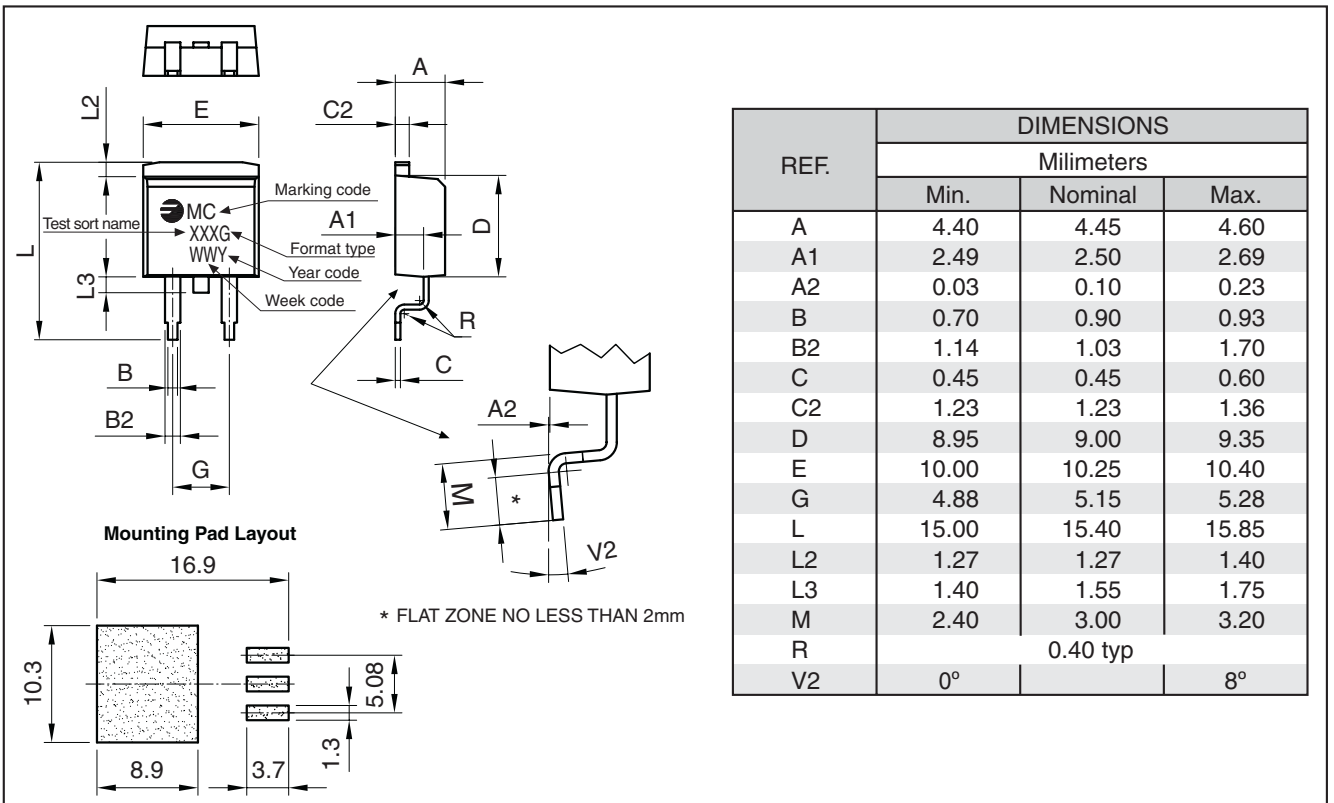 A
L2
E
C2
Marking code
MC
Test sort name
XXXG
A1
D
Format type
L
WWY
Year code
L3
Week code
R
B
C
B2
A2
G
M
*
V2
* FLAT ZONE NO LESS THAN 2mm
Mounting Pad Layout
16.9
10.3
5.08
1.3
8.9
3.7
REF. DIMENSIONS
Milimeters
Min. Nominal Max.
A 4.40 4.45 4.60
A1 2.49 2.50 2.69
A2 0.03 0.10 0.23
B 0.70 0.90 0.93
B2 1.14 1.03 1.70
C 0.45 0.45 0.60
C2 1.23 1.23 1.36
D 8.95 9.00 9.35
E 10.00 10.25 10.40
G 4.88 5.15 5.28
L 15.00 15.40 15.85
L2 1.27 1.27 1.40
L3 1.40 1.55 1.75
M 2.40 3.00 3.20
R 0.40 typ
V2 0º 8º